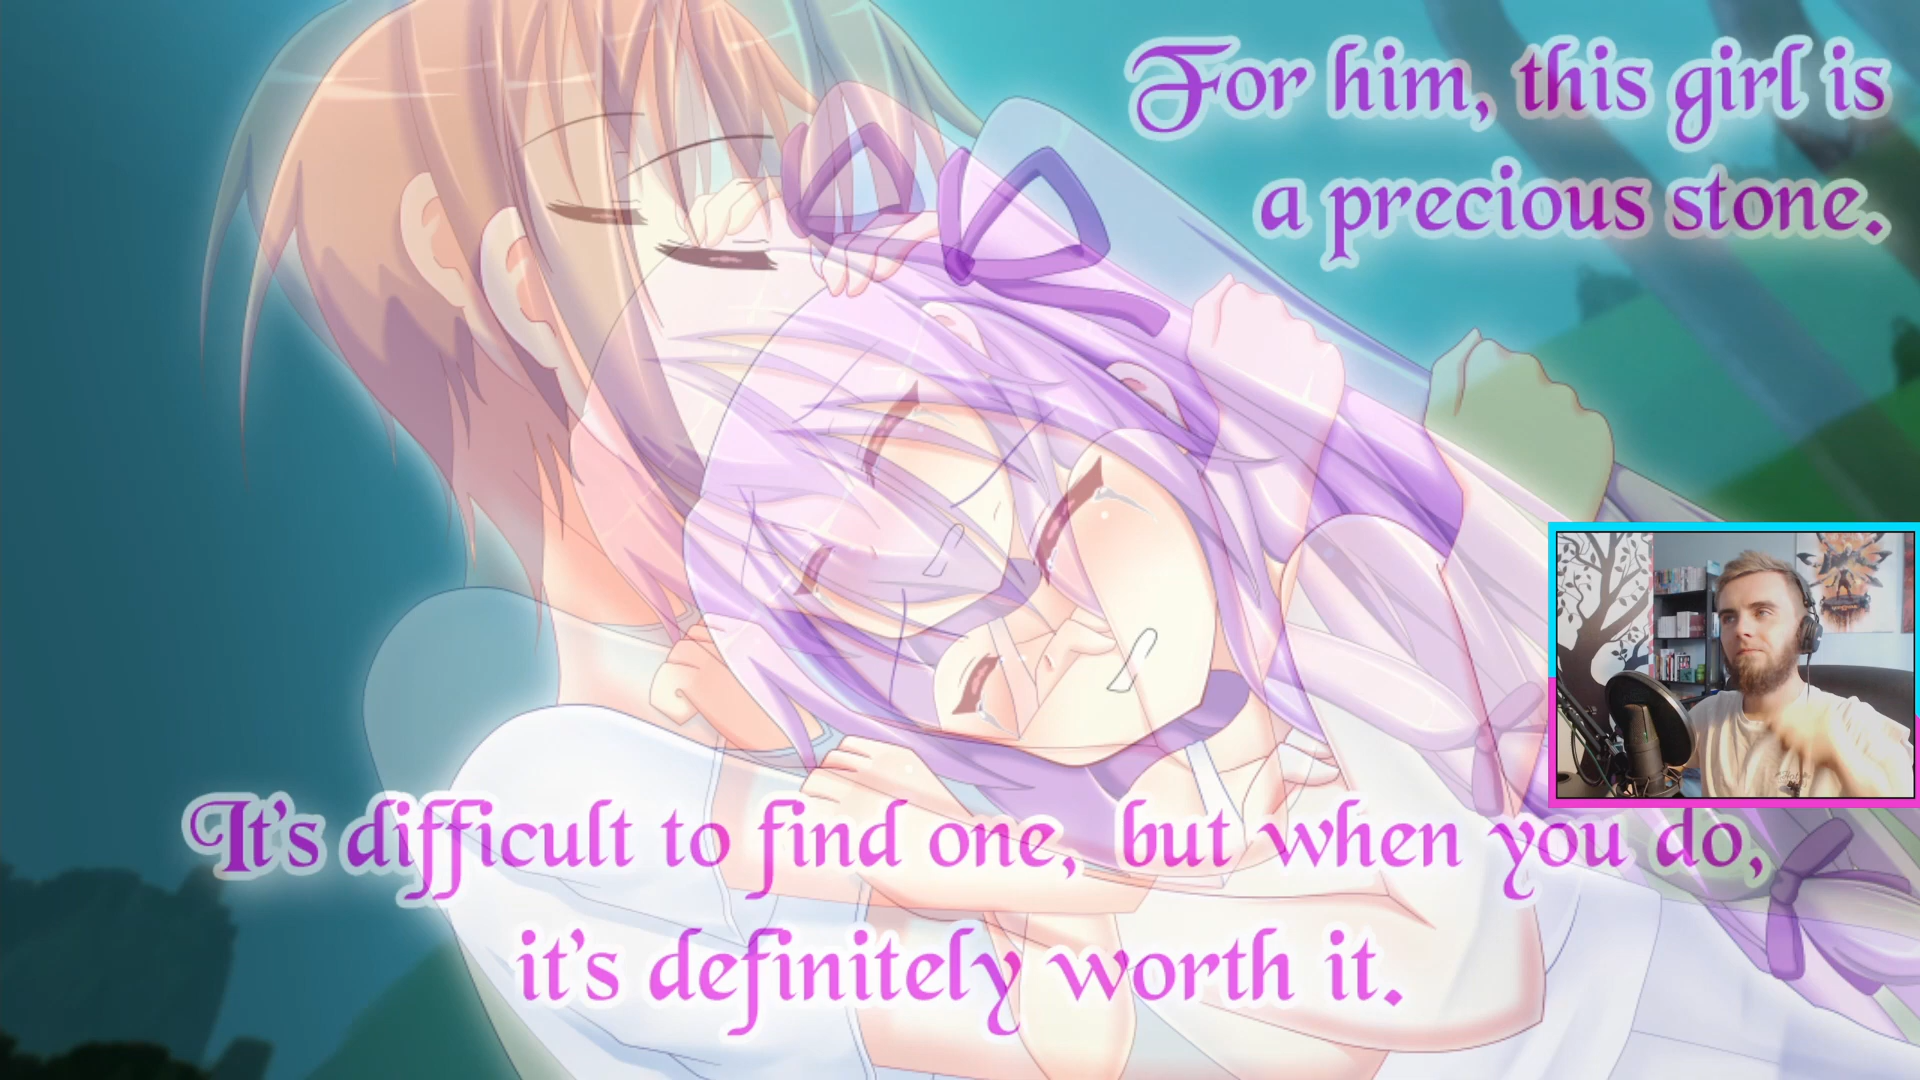 For him, this girl is
a precious stone.
It's difficult to find one, but when you do,
it's definitely worth it.